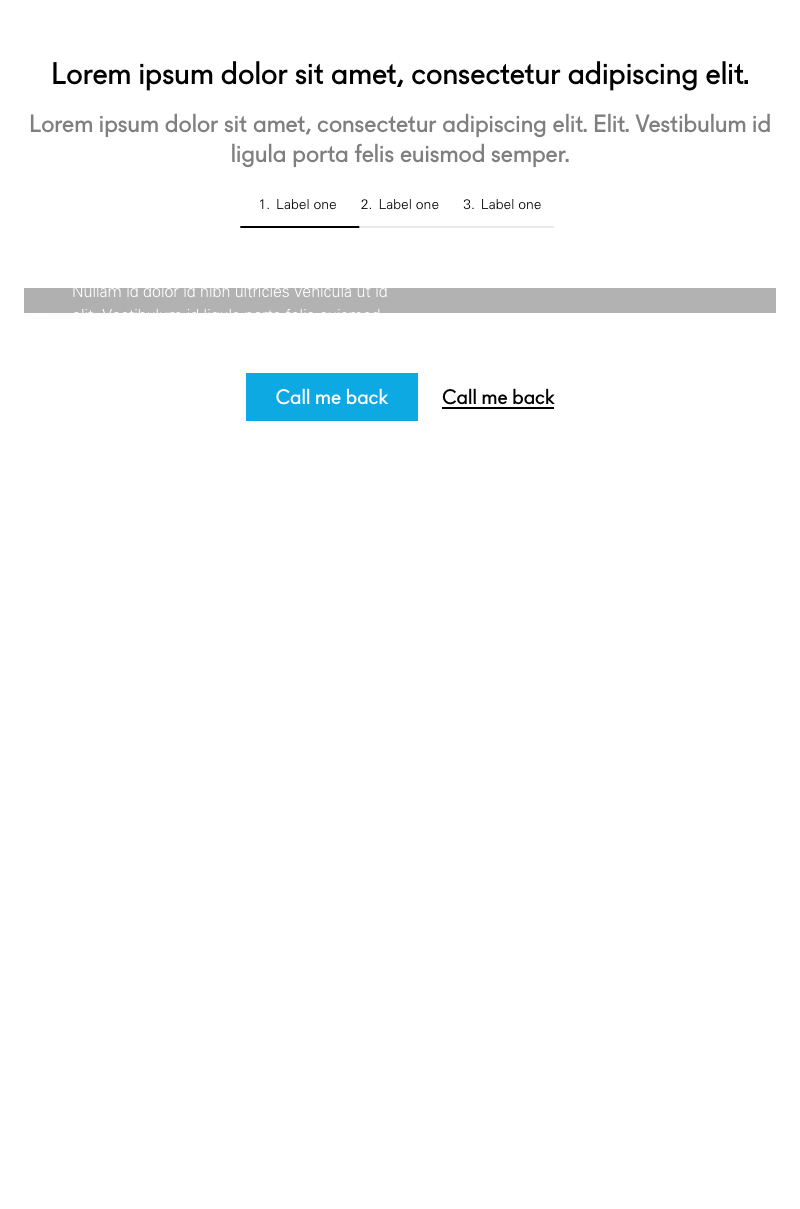 Lorem ipsum dolor sit amet, consectetur adipiscing elit.
Lorem ipsum dolor sit amet, consectetur adipiscing elit. Elit. Vestibulum id
ligula porta felis euismod semper.
1. Label one 2. Label one 3. Label one
Nullam id dolor id nibh ultricies vehicula ut id
elit. Vestibulum id ligula porta felis euismod
Call me back Call me back